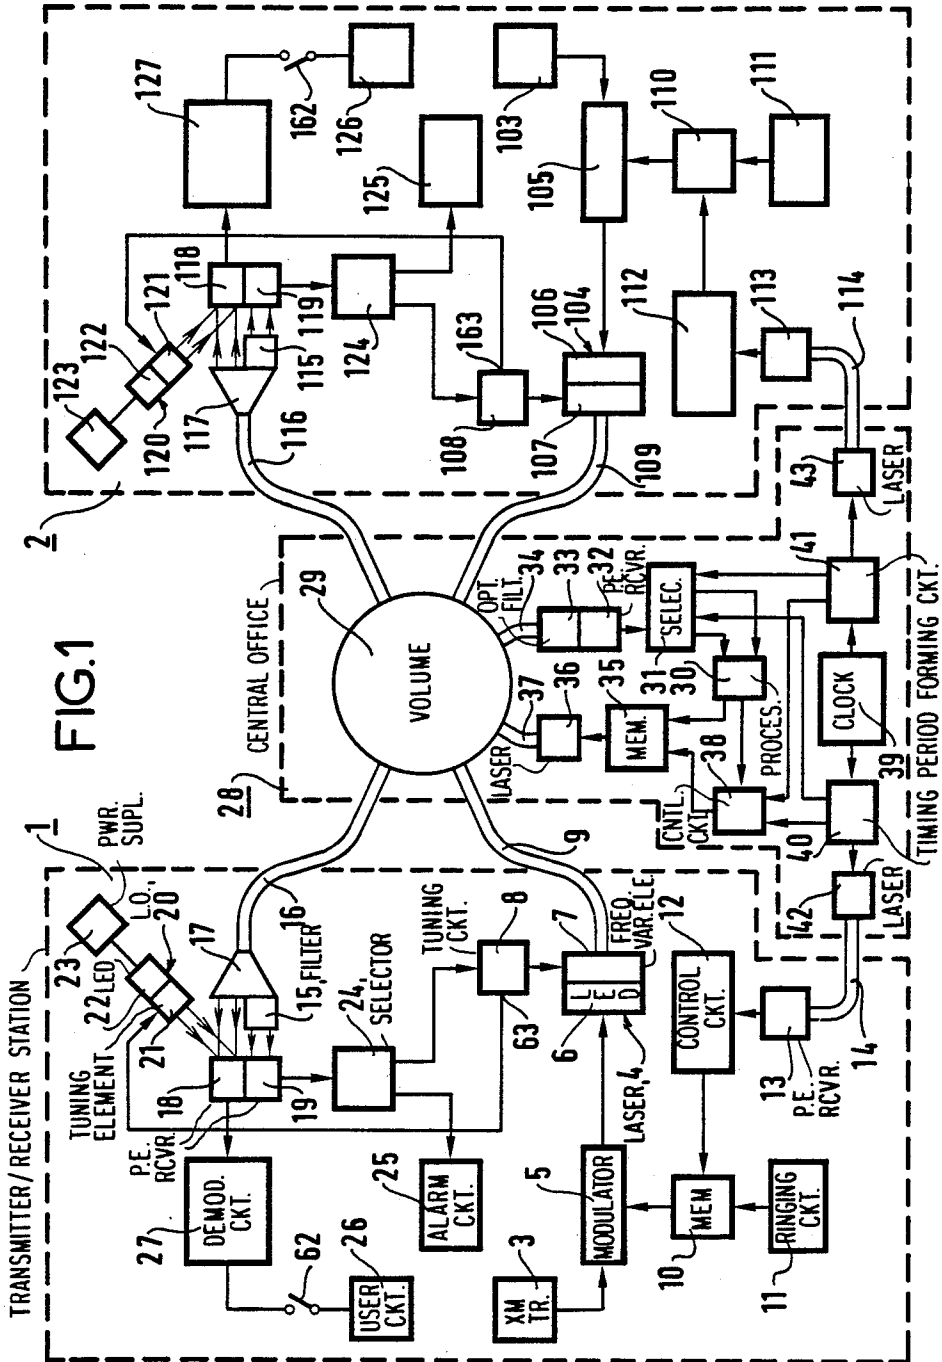 FIG.1
TRANSMITTER/RECEIVER STATION
1
PWR.
SUPL.
23
L.O.,
20
LED
22
TUNING
ELEMENT
21
17
16
15,FILTER
P.E.
RCVR.
18
19
24,
SELECTOR
TUNING
CKT.
8
63
27
DEMOD.
CKT.
62
26
USER
CKT.
25
ALARM
CKT.
3
XM
TR.
5
MODULATOR
LASER,4
6
LED
7
FREQ.
VAR.ELE.
9
10
MEM
11
RINGING
CKT.
12
CONTROL
CKT.
13
P.E.
RCVR.
14
28
CENTRAL OFFICE
29
VOLUME
OPT.
FILT.
34
33
32
P.E.
RCVR.
37
36
LASER
35
MEM.
31
SELEC.
30
PROCES.
38
CNTL.
CKT.
39
CLOCK
40
41
TIMING PERIOD FORMING CKT.
42
LASER
43
LASER
2
123
122
121
120
117
116
118
119
115
127
162
126
124
125
163
108
103
105
106
104
107
109
110
111
112
113
114